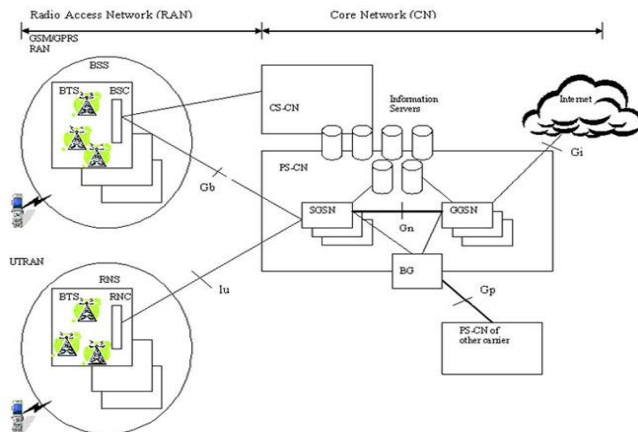 Radio Access Network (RAN)
Core Network (CN)
GSM/GPRS
RAN
BSS
BTS
BSC
CS-CN
Information
Servers
Internet
Gi
PS-CN
Gb
SGSN
GGSN
Gn
UTRAN
Iu
BG
RNS
Gp
BTS
RNC
PS-CN of
other carrier